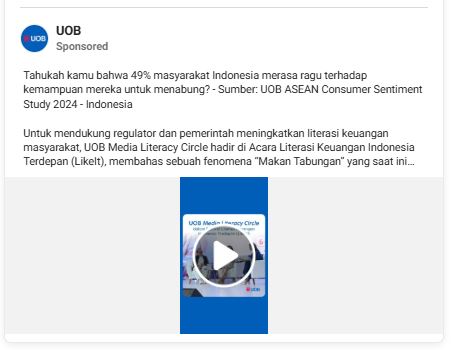 UOB
Sponsored
Tahukah kamu bahwa 49% masyarakat Indonesia merasa ragu terhadap
kemampuan mereka untuk menabung? - Sumber: UOB ASEAN Consumer Sentiment
Study 2024 - Indonesia
Untuk mendukung regulator dan pemerintah meningkatkan literasi keuangan
masyarakat, UOB Media Literacy Circle hadir di Acara Literasi Keuangan Indonesia
Terdepan (LikeIt), membahas sebuah fenomena “Makan Tabungan” yang saat ini...
UOB Media Literacy Circle
UOB